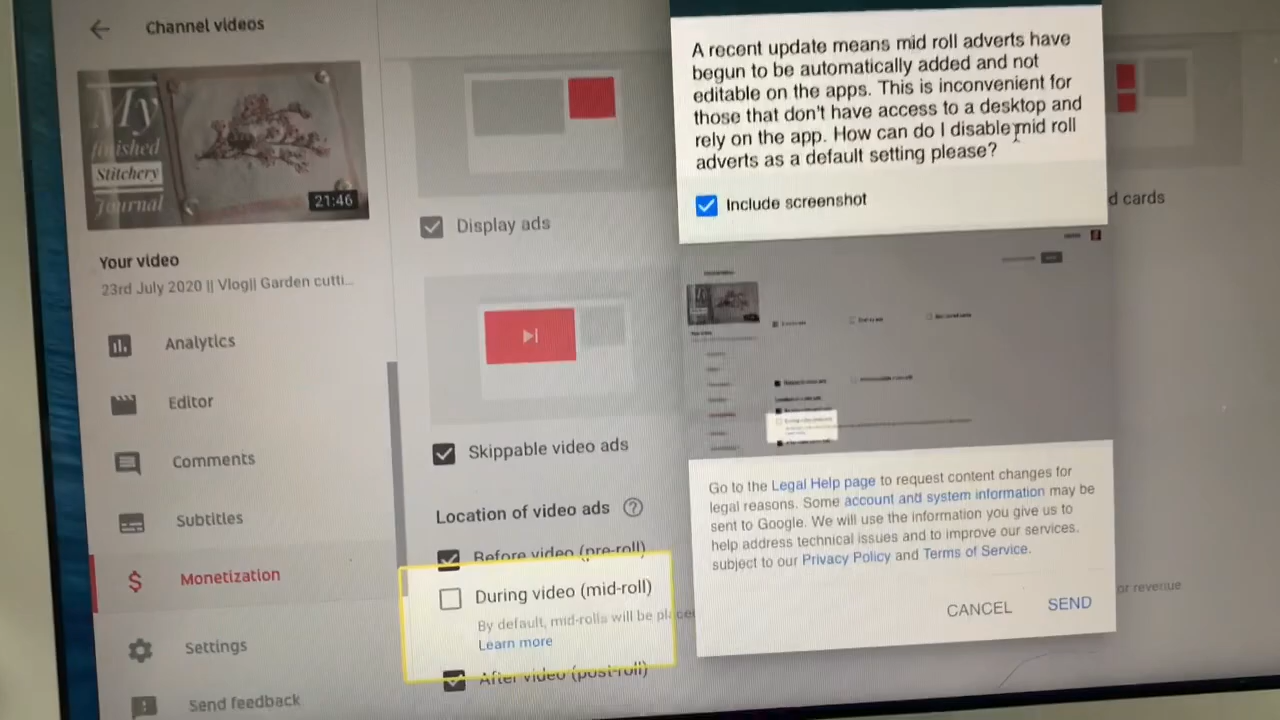 Channel videos
My
finished
Stitchery
Journal
21:46
Your video
23rd July 2020 || Vlog|| Garden cutti...
Analytics
Editor
Comments
Subtitles
Monetization
Settings
Send feedback
Display ads
Skippable video ads
Location of video ads
Before video (pre-roll)
During video (mid-roll)
By default, mid-rolls will be
Learn more
After video (post-roll)
A recent update means mid roll adverts have
begun to be automatically added and not
editable on the apps. This is inconvenient for
those that don't have access to a desktop and
rely on the app. How can do I disable mid roll
adverts as a default setting please?
Include screenshot
Go to the Legal Help page to request content changes for
legal reasons. Some account and system information may be
sent to Google. We will use the information you give us to
help address technical issues and to improve our services,
subject to our Privacy Policy and Terms of Service.
CANCEL SEND
d cards
or revenue